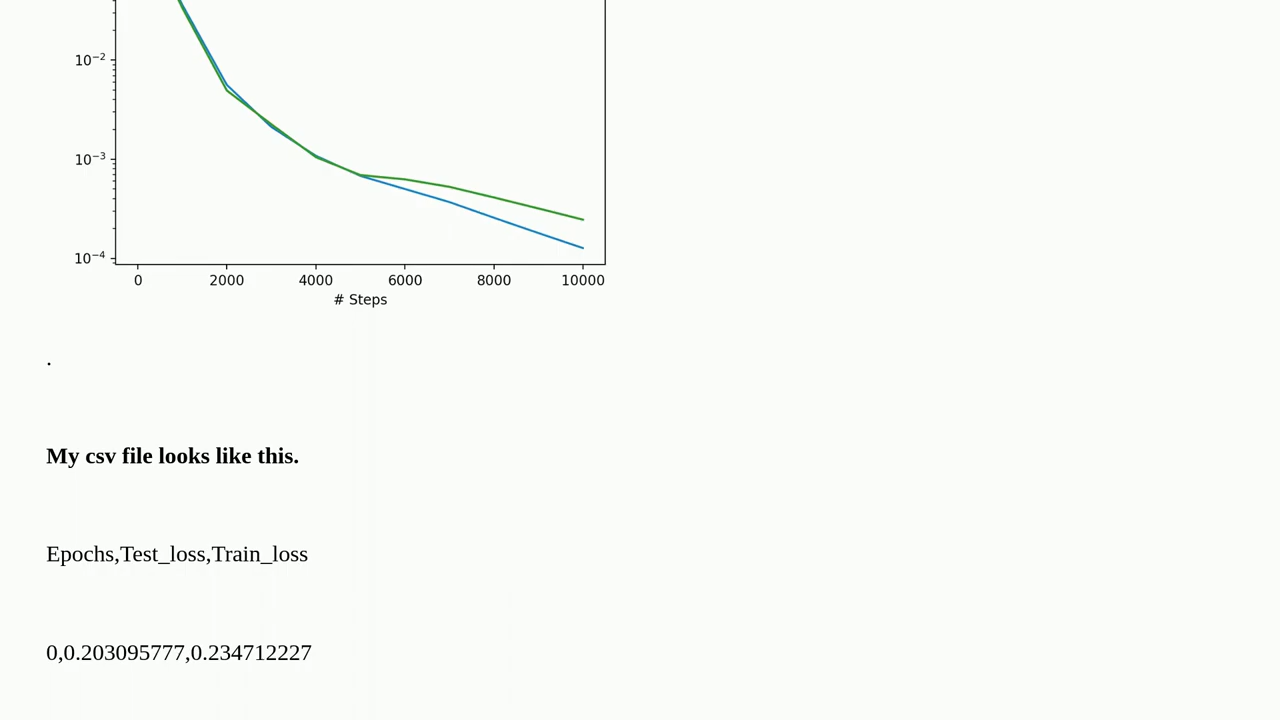 10⁻²
10⁻³
10⁻⁴
0 2000 4000 6000 8000 10000
# Steps
.
My csv file looks like this.
Epochs,Test_loss,Train_loss
0,0.203095777,0.234712227